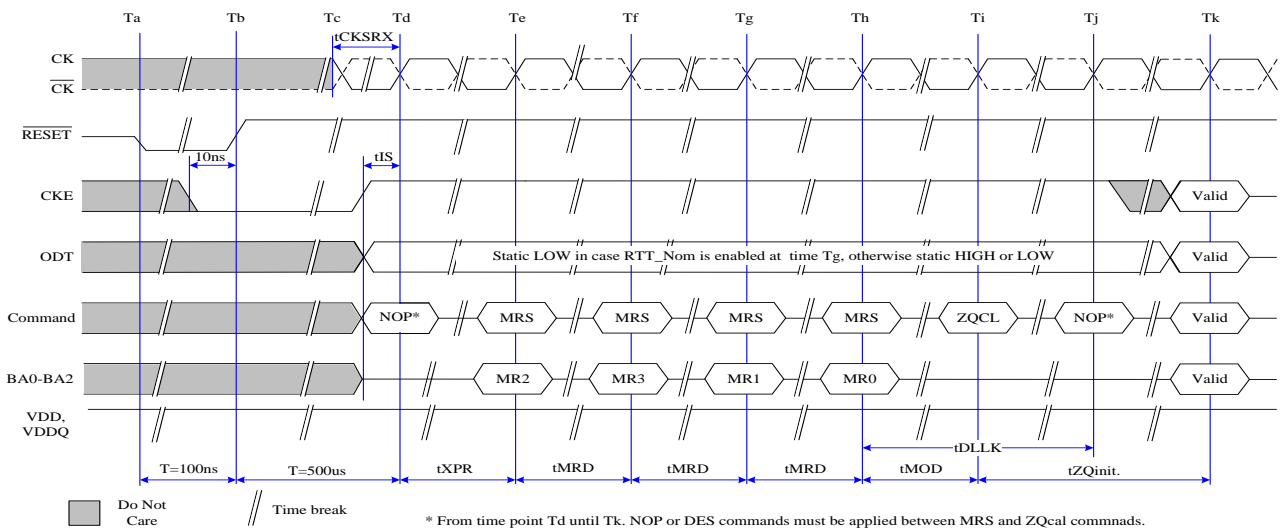 Ta Tb Tc Td Te Tf Tg Th Ti Tj Tk
tCKSRX
CK
CK
RESET
10ns
tIS
CKE
Valid
ODT
Static LOW in case RTT_Nom is enabled at time Tg, otherwise static HIGH or LOW
Valid
Command
NOP* MRS MRS MRS MRS ZQCL NOP* Valid
BA0-BA2
MR2 MR3 MR1 MR0 Valid
VDD,
VDDQ
tDLLK
T=100ns T=500us tXPR tMRD tMRD tMRD tMOD tZQinit.
Do Not
Care
Time break
* From time point Td until Tk. NOP or DES commands must be applied between MRS and ZQcal commnads.